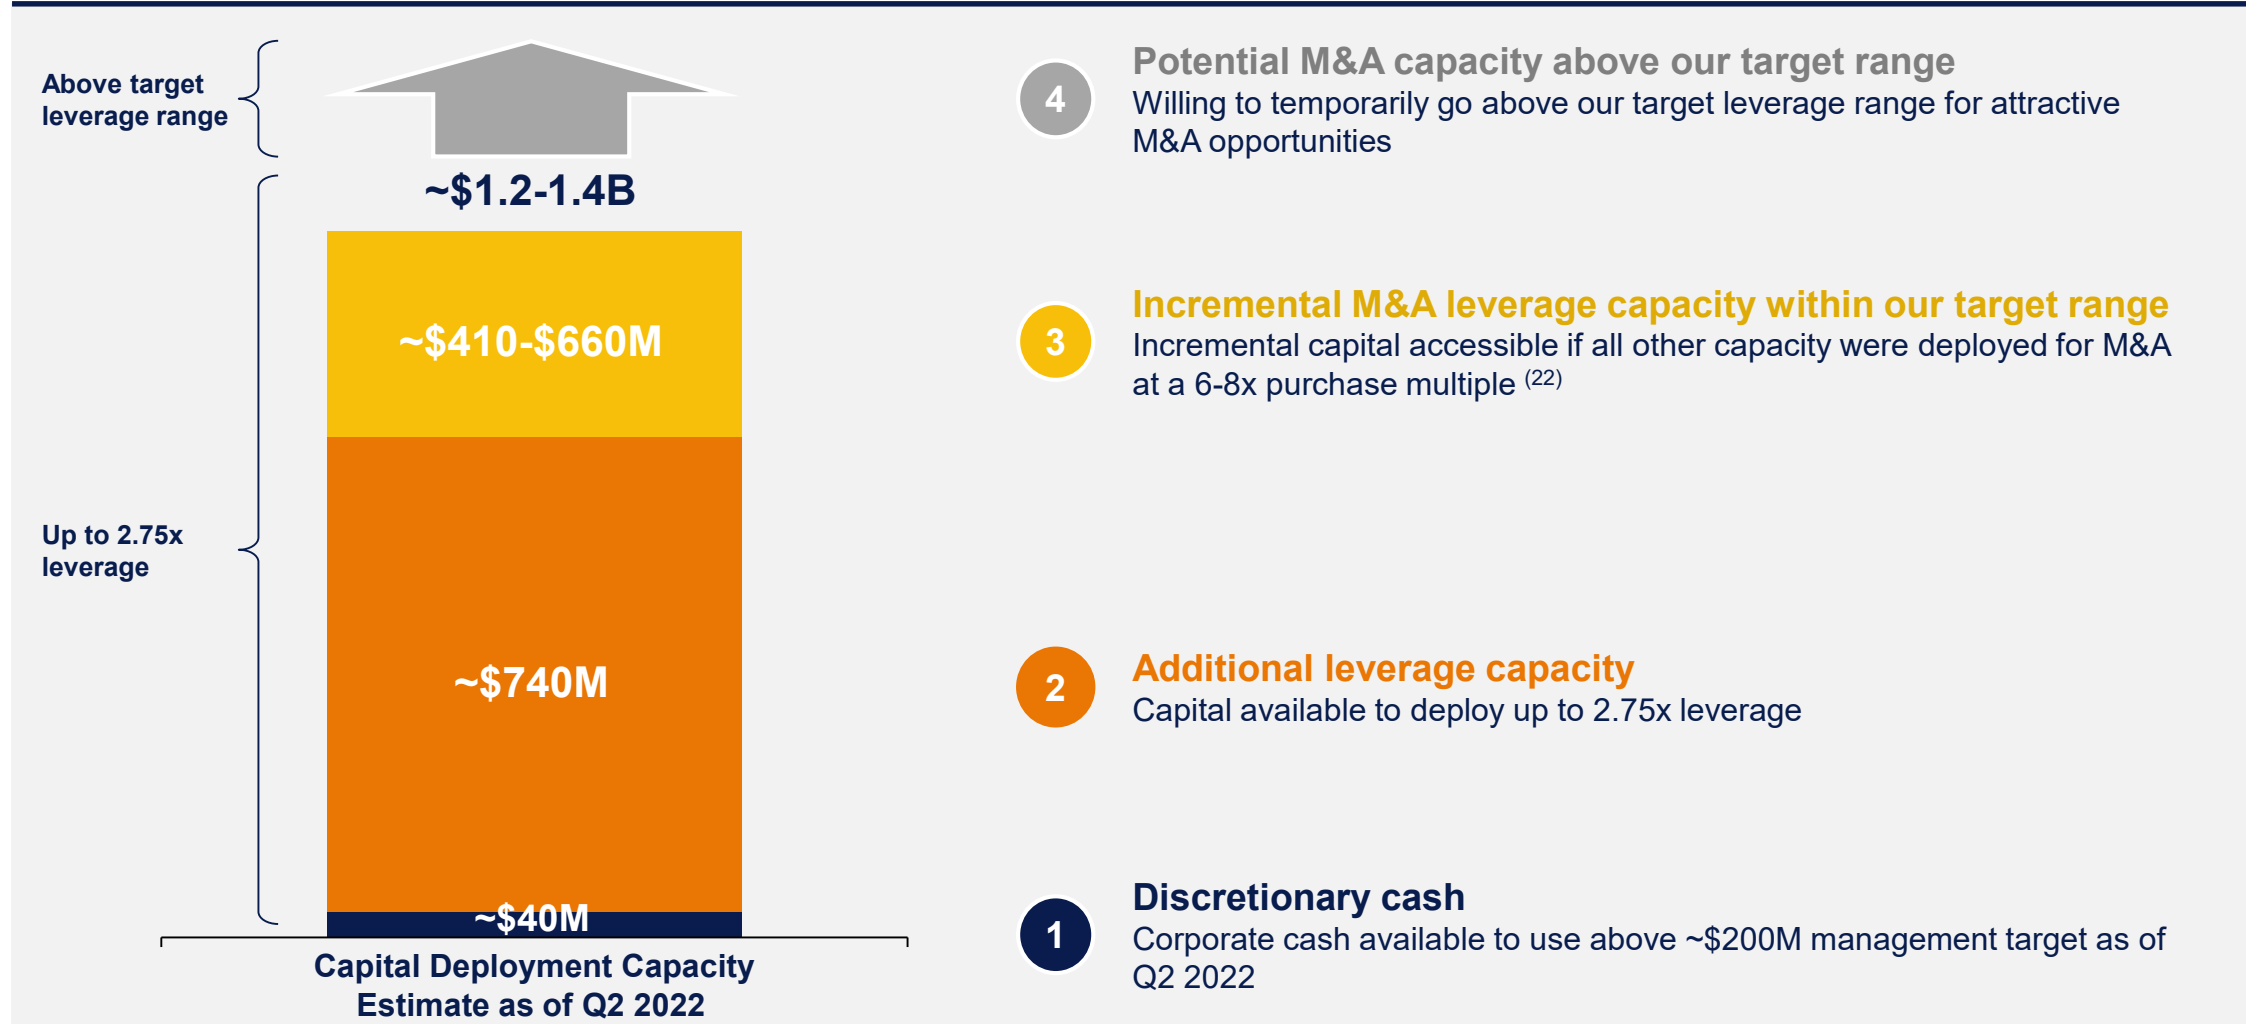 Above target
leverage range
~$1.2-1.4B
~$410-$660M
Up to 2.75x
leverage
~$740M
~$40M
Capital Deployment Capacity
Estimate as of Q2 2022
4
Potential M&A capacity above our target range
Willing to temporarily go above our target leverage range for attractive
M&A opportunities
3
Incremental M&A leverage capacity within our target range
Incremental capital accessible if all other capacity were deployed for M&A
at a 6-8x purchase multiple (22)
2
Additional leverage capacity
Capital available to deploy up to 2.75x leverage
1
Discretionary cash
Corporate cash available to use above ~$200M management target as of
Q2 2022